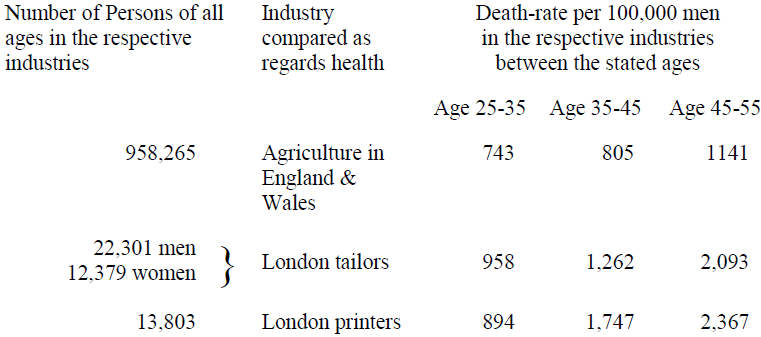 Number of Persons of all Industry Death-rate per 100,000 men
ages in the respective compared as in the respective industries
industries regards health between the stated ages
Age 25-35 Age 35-45 Age 45-55
958,265 Agriculture in 743 805 1141
England &
Wales
22,301 men
12,379 women } London tailors 958 1,262 2,093
13,803 London printers 894 1,747 2,367